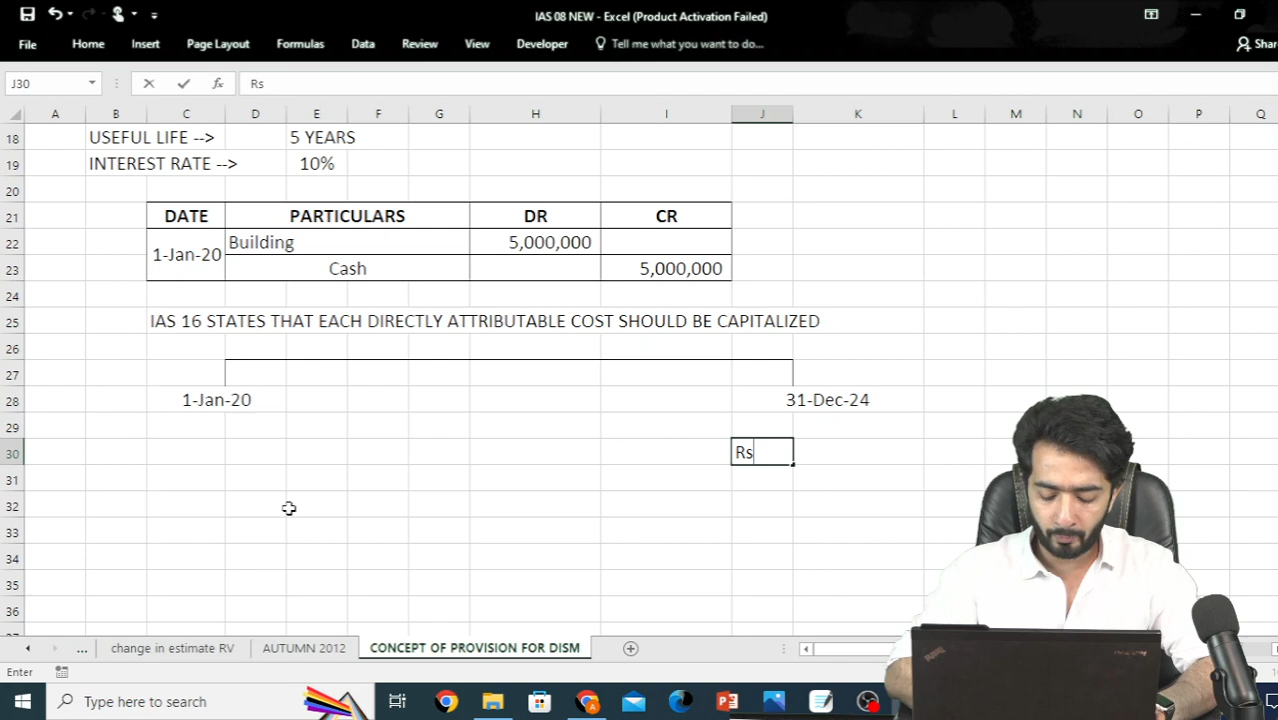 IAS 08 NEW - Excel (Product Activation Failed)
File Home Insert Page Layout Formulas Data Review View Developer Tell me what you want to do... Shar
J30 fx Rs
A B C D E F G H I J K L M N O P Q
18 USEFUL LIFE --> 5 YEARS
19 INTEREST RATE --> 10%
20
21 DATE PARTICULARS DR CR
22 Building 5,000,000
1-Jan-20
23 Cash 5,000,000
24
25 IAS 16 STATES THAT EACH DIRECTLY ATTRIBUTABLE COST SHOULD BE CAPITALIZED
26
27
28 1-Jan-20 31-Dec-24
29
30 Rs
31
32
33
34
35
36
... change in estimate RV AUTUMN 2012 CONCEPT OF PROVISION FOR DISM
Enter
Type here to search